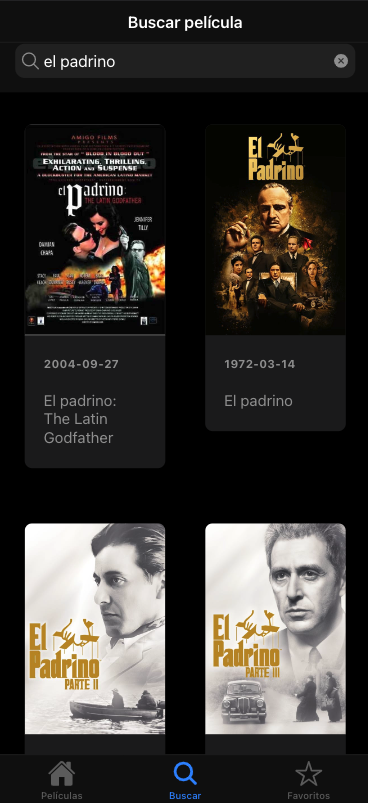 Buscar película
el padrino
AMIGO FILMS
PRESENTS
FROM THE STAR OF "BLOOD IS BLOOD OUT"
EXHILARATING, THRILLING,
ACTION AND SUSPENSE
A BLOCKBUSTER FOR THE AMERICAN LATINO MARKET
el
Padrino
THE LATIN GODFATHER
JENNIFER
TILLY
DAMIAN
CHAPA
2004-09-27
El padrino:
The Latin
Godfather
El
Padrino
1972-03-14
El padrino
El
Padrino
PARTE II
El
Padrino
PARTE III
Películas
Buscar
Favoritos